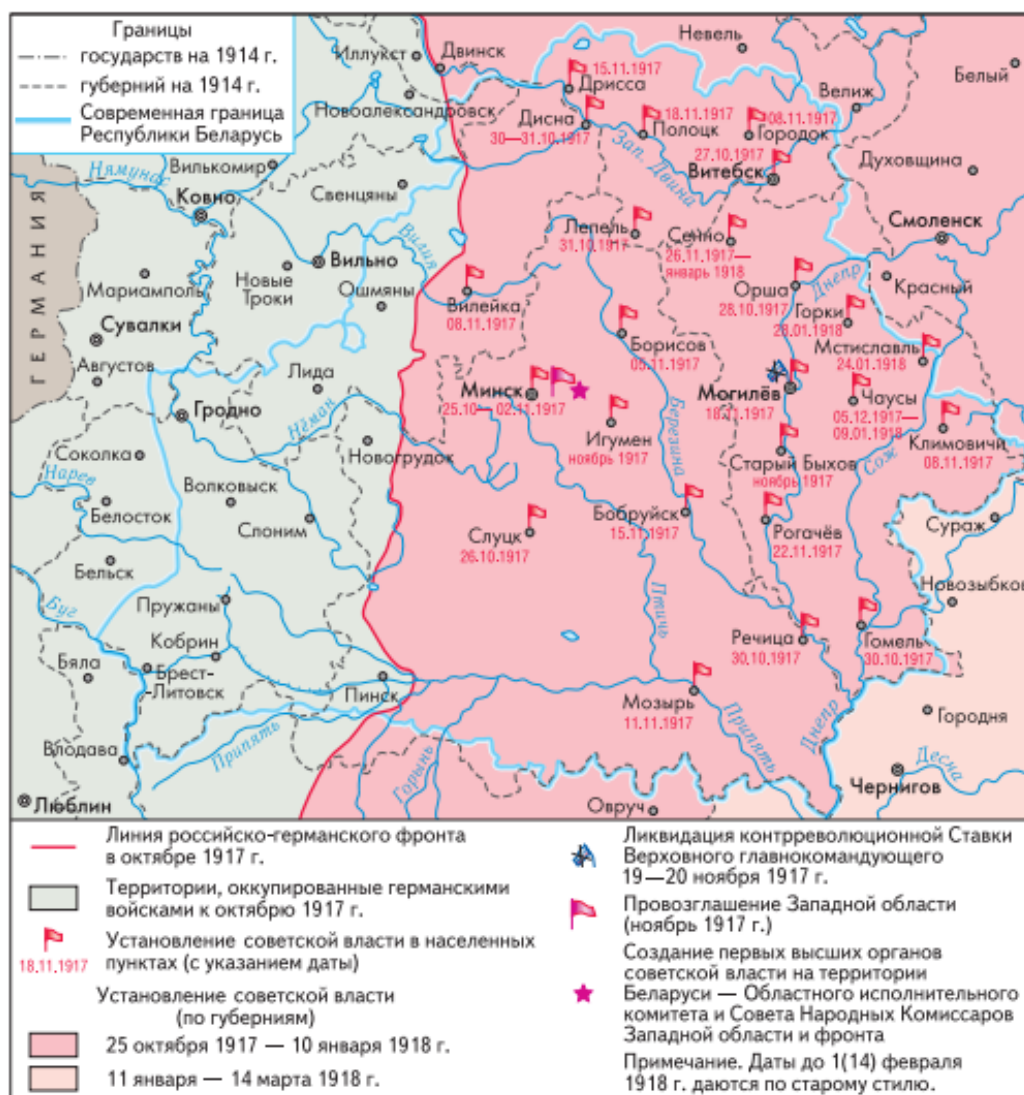 Границы
государств на 1914 г.
губерний на 1914 г.
Современная граница
Республики Беларусь
Иллукст
Двинск
Невель
Белый
15.11.1917
Дрисса
Новоалександровск
Дисна
30—31.10.1917
18.11.1917
Полоцк
08.11.1917
Городок
Велиж
27.10.1917
Витебск
Зап. Двина
Духовщина
Вилькомир
Нямунас
Ковно
Свенцяны
Лепель
31.10.1917
Сенно
26.11.1917—
январь 1918
Смоленск
ГЕРМАНИЯ
Мариамполь
Новые
Троки
Вильно
Вилия
Ошмяны
Вилейка
08.11.1917
Орша
28.10.1917
Днепр
Красный
Горки
28.01.1918
Сувалки
Августов
Борисов
05.11.1917
Мстиславль
24.01.1918
Лида
Гродно
Нёман
Минск
25.10— 02.11.1917
Могилёв
18.11.1917
Чаусы
05.12.1917—
09.01.1918
Игумен
ноябрь 1917
Березина
Климовичи
08.11.1917
Соколка
Новогрудок
Старый Быхов
ноябрь 1917
Сож
Нарев
Белосток
Волковыск
Слоним
Слуцк
26.10.1917
Бобруйск
15.11.1917
Рогачёв
22.11.1917
Сураж
Бельск
Новозыбков
Буг
Пружаны
Птичь
Кобрин
Бяла
Брест-
-Литовск
Пинск
Речица
30.10.1917
Гомель
30.10.1917
Мозырь
11.11.1917
Городня
Влодава
Припять
Горынь
Припять
Днепр
Десна
Чернигов
Люблин
Овруч
Линия российско-германского фронта
в октябре 1917 г.
Территории, оккупированные германскими
войсками к октябрю 1917 г.
18.11.1917
Установление советской власти в населенных
пунктах (с указанием даты)
Установление советской власти
(по губерниям)
25 октября 1917 — 10 января 1918 г.
11 января — 14 марта 1918 г.
Ликвидация контрреволюционной Ставки
Верховного главнокомандующего
19—20 ноября 1917 г.
Провозглашение Западной области
(ноябрь 1917 г.)
Создание первых высших органов
советской власти на территории
Беларуси — Областного исполнительного
комитета и Совета Народных Комиссаров
Западной области и фронта
Примечание. Даты до 1(14) февраля
1918 г. даются по старому стилю.